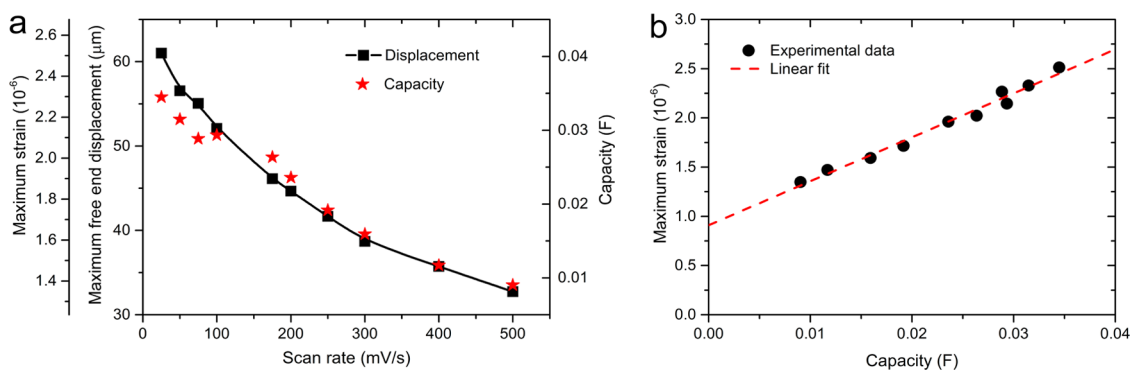 a
Maximum strain (10-6)
2.6
2.4
2.2
2.0
1.8
1.6
1.4
Maximum free end displacement (μm)
60
50
40
30
Displacement
Capacity
0.04
0.03
0.02
0.01
Capacity (F)
0
100
200
300
400
500
Scan rate (mV/s)
b
Maximum strain (10-6)
3.0
2.5
2.0
1.5
1.0
0.5
0.0
Experimental data
Linear fit
0.00
0.01
0.02
0.03
0.04
Capacity (F)